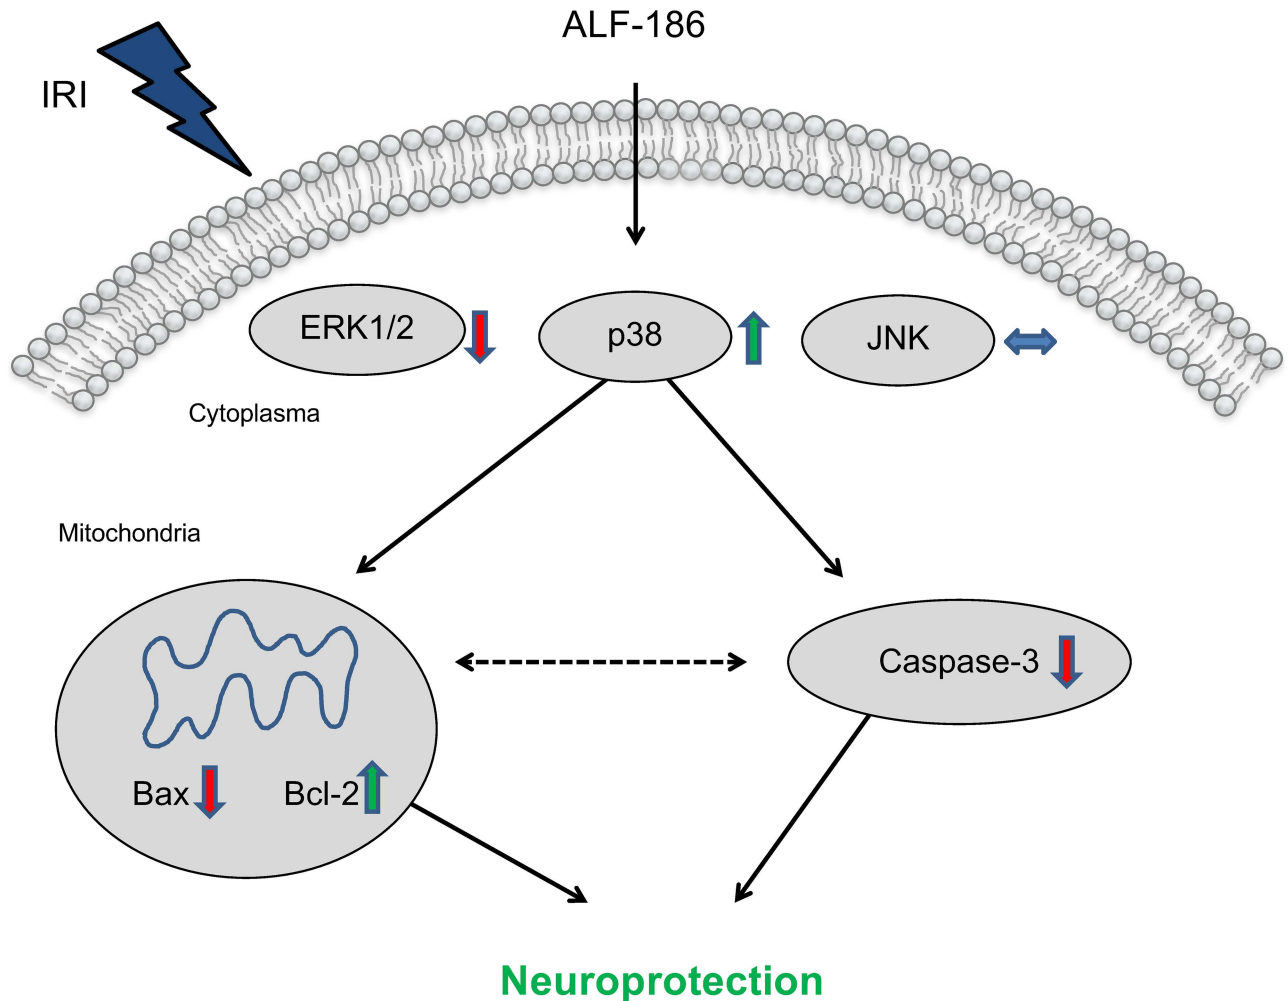 ALF-186
IRI
ERK1/2
p38
JNK
Cytoplasma
Mitochondria
Caspase-3
Bax
Bcl-2
Neuroprotection